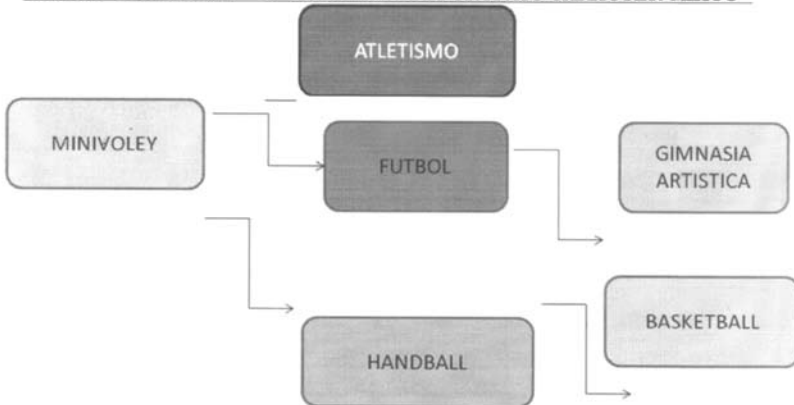 ATLETISMO
MINIVOLEY
FUTBOL
GIMNASIA
ARTISTICA
BASKETBALL
HANDBALL